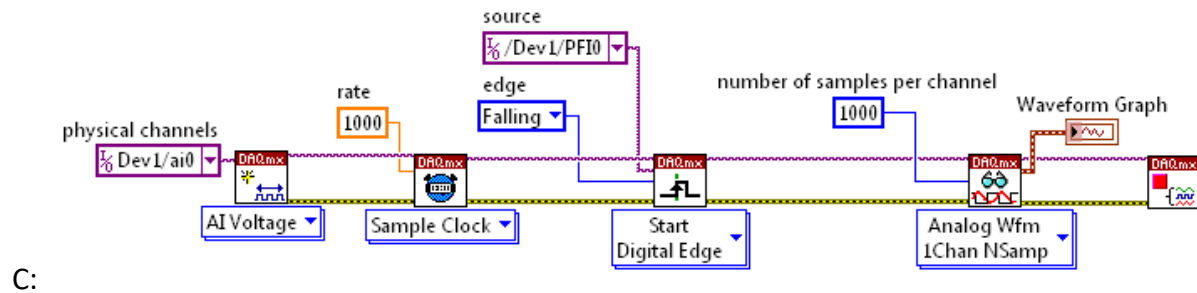 source
I/O /Dev1/PFI0
rate
edge
number of samples per channel
1000
Falling
1000
Waveform Graph
physical channels
I/O Dev1/ai0
DAQmx
DAQmx
DAQmx
DAQmx
DAQmx
AI Voltage
Sample Clock
Start
Digital Edge
Analog Wfm
1Chan NSamp
C: